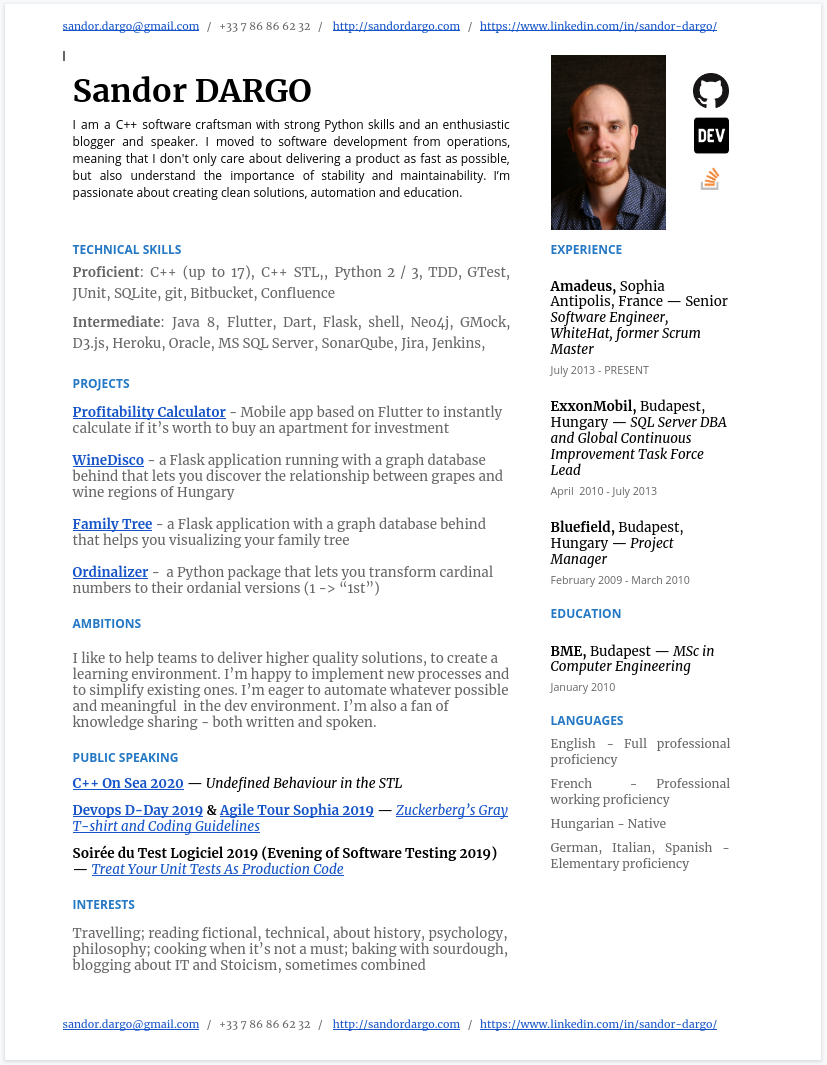 sandor.dargo@gmail.com / +33 7 86 86 62 32 / http://sandordargo.com / https://www.linkedin.com/in/sandor-dargo/
Sandor DARGO
I am a C++ software craftsman with strong Python skills and an enthusiastic
blogger and speaker. I moved to software development from operations,
meaning that I don't only care about delivering a product as fast as possible,
but also understand the importance of stability and maintainability. I'm
passionate about creating clean solutions, automation and education.
DEV
TECHNICAL SKILLS
Proficient: C++ (up to 17), C++ STL,, Python 2 / 3, TDD, GTest,
JUnit, SQLite, git, Bitbucket, Confluence
Intermediate: Java 8, Flutter, Dart, Flask, shell, Neo4j, GMock,
D3.js, Heroku, Oracle, MS SQL Server, SonarQube, Jira, Jenkins,
PROJECTS
Profitability Calculator - Mobile app based on Flutter to instantly
calculate if it's worth to buy an apartment for investment
WineDisco - a Flask application running with a graph database
behind that lets you discover the relationship between grapes and
wine regions of Hungary
Family Tree - a Flask application with a graph database behind
that helps you visualizing your family tree
Ordinalizer - a Python package that lets you transform cardinal
numbers to their ordanial versions (1 -> “1st”)
AMBITIONS
I like to help teams to deliver higher quality solutions, to create a
learning environment. I'm happy to implement new processes and
to simplify existing ones. I'm eager to automate whatever possible
and meaningful in the dev environment. I'm also a fan of
knowledge sharing - both written and spoken.
PUBLIC SPEAKING
C++ On Sea 2020 — Undefined Behaviour in the STL
Devops D-Day 2019 & Agile Tour Sophia 2019 — Zuckerberg's Gray
T-shirt and Coding Guidelines
Soirée du Test Logiciel 2019 (Evening of Software Testing 2019)
— Treat Your Unit Tests As Production Code
INTERESTS
Travelling; reading fictional, technical, about history, psychology,
philosophy; cooking when it's not a must; baking with sourdough,
blogging about IT and Stoicism, sometimes combined
EXPERIENCE
Amadeus, Sophia
Antipolis, France — Senior
Software Engineer,
WhiteHat, former Scrum
Master
July 2013 - PRESENT
ExxonMobil, Budapest,
Hungary — SQL Server DBA
and Global Continuous
Improvement Task Force
Lead
April 2010 - July 2013
Bluefield, Budapest,
Hungary — Project
Manager
February 2009 - March 2010
EDUCATION
BME, Budapest — MSc in
Computer Engineering
January 2010
LANGUAGES
English - Full professional
proficiency
French - Professional
working proficiency
Hungarian - Native
German, Italian, Spanish -
Elementary proficiency
sandor.dargo@gmail.com / +33 7 86 86 62 32 / http://sandordargo.com / https://www.linkedin.com/in/sandor-dargo/